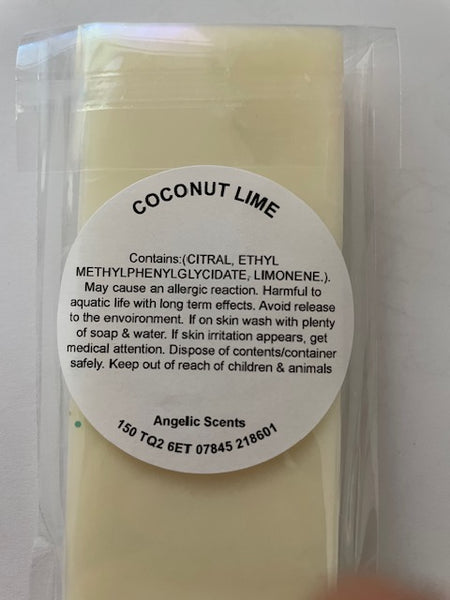 COCONUT LIME
Contains:(CITRAL, ETHYL
METHYLPHENYLGLYCIDATE, LIMONENE.).
May cause an allergic reaction. Harmful to
aquatic life with long term effects. Avoid release
to the envoironment. If on skin wash with plenty
of soap & water. If skin irritation appears, get
medical attention. Dispose of contents/container
safely. Keep out of reach of children & animals
Angelic Scents
150 TQ2 6ET 07845 218601